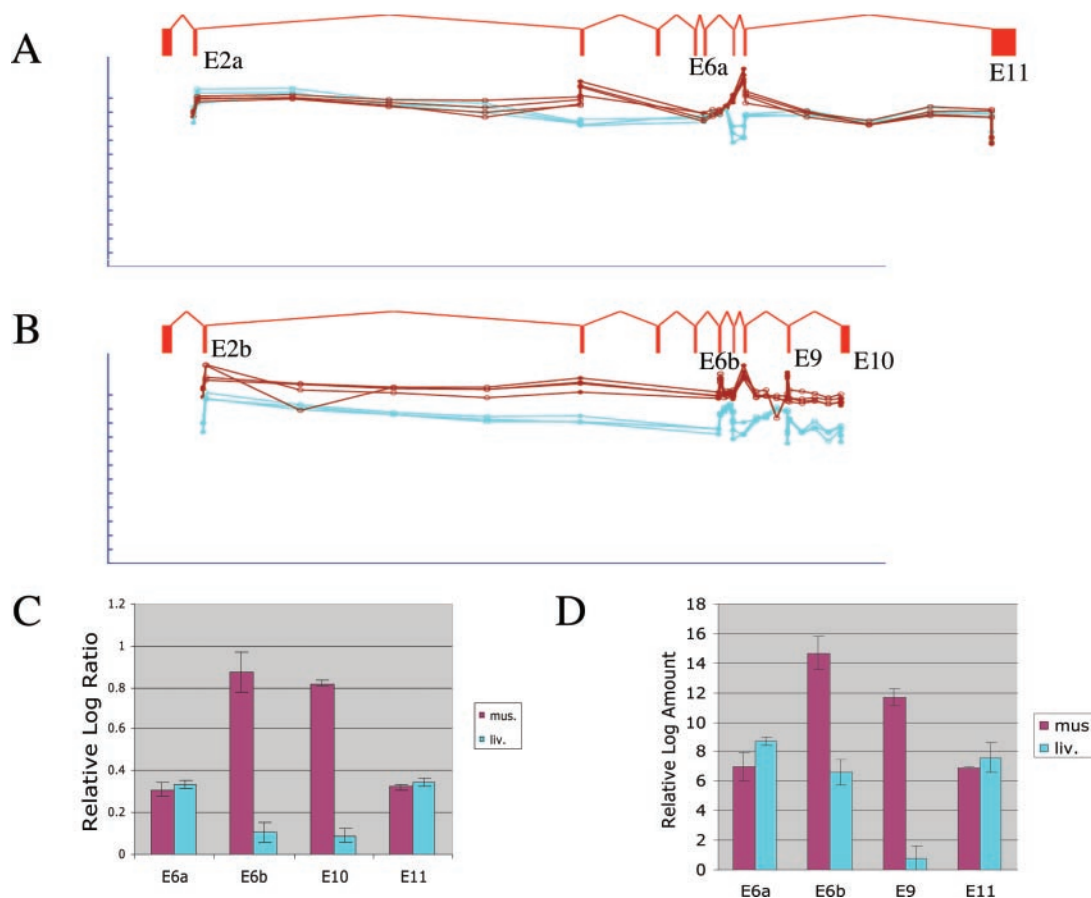 A
E2a
E6a
E11
B
E2b
E6b
E9
E10
C
1.2
1
0.8
0.6
0.4
0.2
0
Relative Log Ratio
E6a
E6b
E10
E11
mus.
liv.
D
18
16
14
12
10
8
6
4
2
0
Relative Log Amount
E6a
E6b
E9
E11
mus
liv.